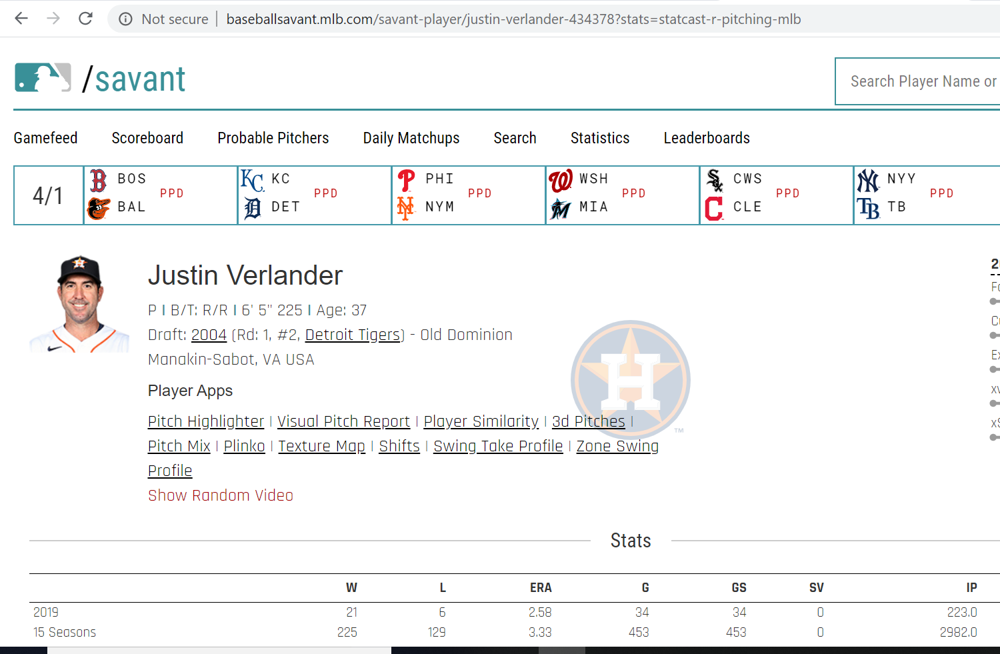 Not secure | baseballsavant.mlb.com/savant-player/justin-verlander-434378?stats=statcast-r-pitching-mlb
/savant
Search Player Name or
Gamefeed Scoreboard Probable Pitchers Daily Matchups Search Statistics Leaderboards
4/1
BOS
BAL
PPD
KC
DET
PPD
PHI
NYM
PPD
WSH
MIA
PPD
CWS
CLE
PPD
NYY
TB
PPD
Justin Verlander
P | B/T: R/R | 6' 5" 225 | Age: 37
Draft: 2004 (Rd: 1, #2, Detroit Tigers) - Old Dominion
Manakin-Sabot, VA USA
Player Apps
Pitch Highlighter | Visual Pitch Report | Player Similarity | 3d Pitches |
Pitch Mix | Plinko | Texture Map | Shifts | Swing Take Profile | Zone Swing
Profile
Show Random Video
H
TM
Stats
W L ERA G GS SV IP
2019 21 6 2.58 34 34 0 223.0
15 Seasons 225 129 3.33 453 453 0 2982.0